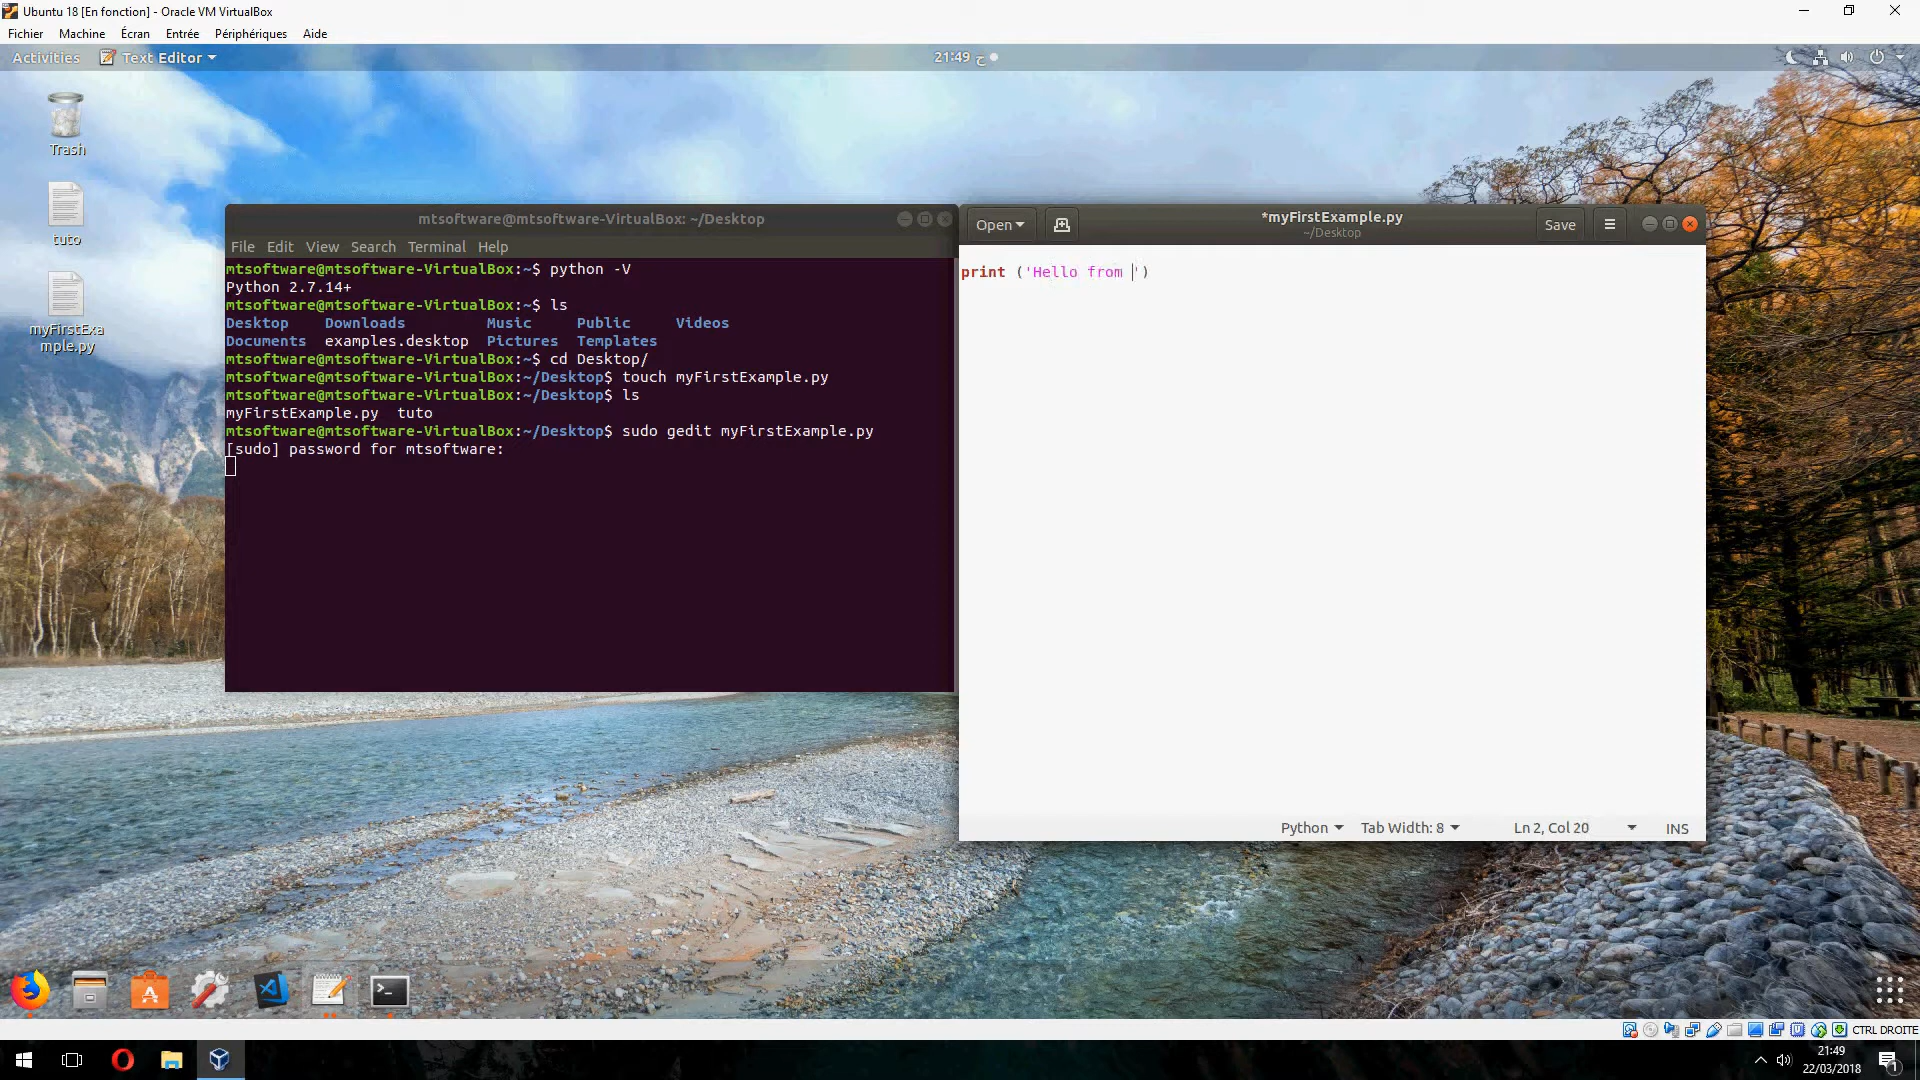 Ubuntu 18 [En fonction] - Oracle VM VirtualBox
Fichier Machine Écran Entrée Périphériques Aide
Activities Text Editor 21:49 ح
Trash
tuto
myFirstExa
mple.py
mtsoftware@mtsoftware-VirtualBox: ~/Desktop
File Edit View Search Terminal Help
mtsoftware@mtsoftware-VirtualBox:~$ python -V
Python 2.7.14+
mtsoftware@mtsoftware-VirtualBox:~$ ls
Desktop Downloads Music Public Videos
Documents examples.desktop Pictures Templates
mtsoftware@mtsoftware-VirtualBox:~$ cd Desktop/
mtsoftware@mtsoftware-VirtualBox:~/Desktop$ touch myFirstExample.py
mtsoftware@mtsoftware-VirtualBox:~/Desktop$ ls
myFirstExample.py tuto
mtsoftware@mtsoftware-VirtualBox:~/Desktop$ sudo gedit myFirstExample.py
[sudo] password for mtsoftware:
Open *myFirstExample.py Save
~/Desktop
print ('Hello from ')
Python Tab Width: 8 Ln 2, Col 20 INS
CTRL DROITE
21:49
22/03/2018
1